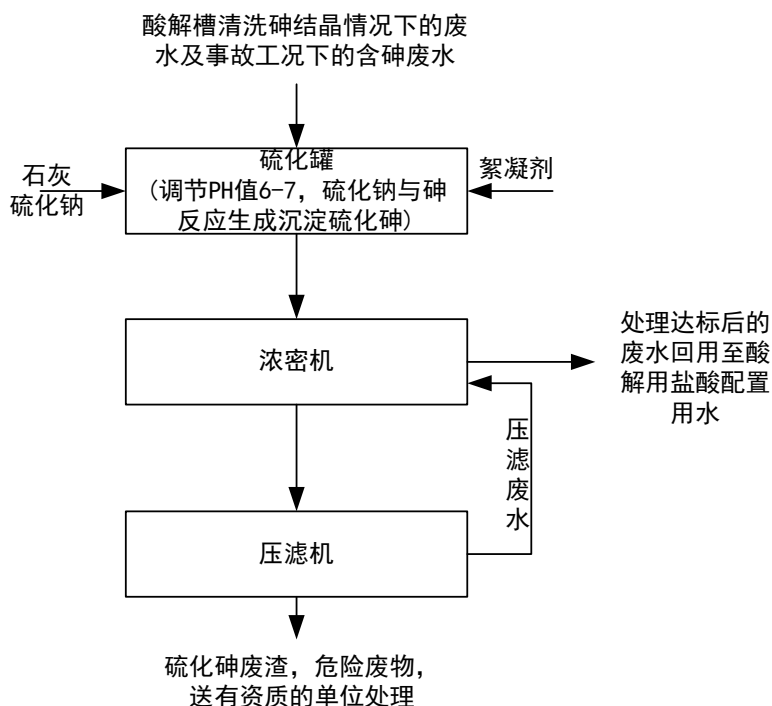 酸解槽清洗砷结晶情况下的废
水及事故工况下的含砷废水
石灰
硫化钠
硫化罐
(调节PH值6-7，硫化钠与砷
反应生成沉淀硫化砷)
絮凝剂
浓密机
处理达标后的
废水回用至酸
解用盐酸配置
用水
压
滤
废
水
压滤机
硫化砷废渣，危险废物，
送有资质的单位处理